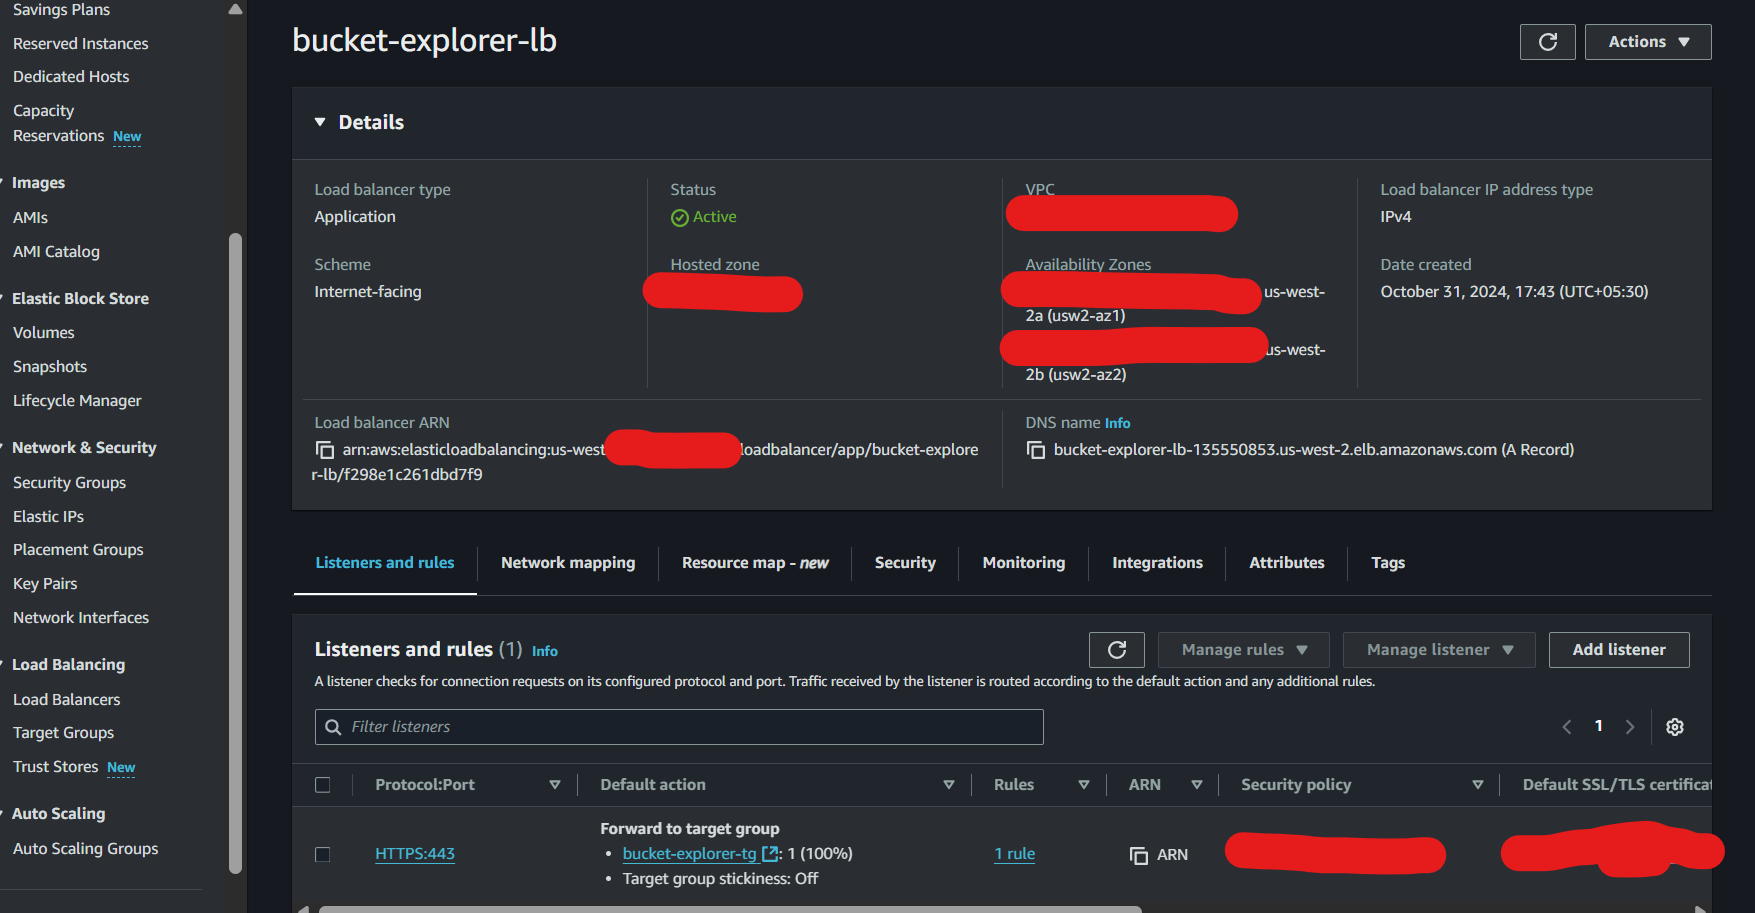 Savings Plans
Reserved Instances
Dedicated Hosts
Capacity
Reservations New
Images
AMIs
AMI Catalog
Elastic Block Store
Volumes
Snapshots
Lifecycle Manager
Network & Security
Security Groups
Elastic IPs
Placement Groups
Key Pairs
Network Interfaces
Load Balancing
Load Balancers
Target Groups
Trust Stores New
Auto Scaling
Auto Scaling Groups
bucket-explorer-lb
Actions
Details
Load balancer type
Application
Status
Active
VPC
Load balancer IP address type
IPv4
Scheme
Internet-facing
Hosted zone
Availability Zones
us-west-
2a (usw2-az1)
us-west-
2b (usw2-az2)
Date created
October 31, 2024, 17:43 (UTC+05:30)
Load balancer ARN
arn:aws:elasticloadbalancing:us-west loadbalancer/app/bucket-explore
r-lb/f298e1c261dbd7f9
DNS name Info
bucket-explorer-lb-135550853.us-west-2.elb.amazonaws.com (A Record)
Listeners and rules Network mapping Resource map - new Security Monitoring Integrations Attributes Tags
Listeners and rules (1) Info
Manage rules Manage listener Add listener
A listener checks for connection requests on its configured protocol and port. Traffic received by the listener is routed according to the default action and any additional rules.
Filter listeners
1
Protocol:Port Default action Rules ARN Security policy Default SSL/TLS certificat
HTTPS:443
Forward to target group
• bucket-explorer-tg : 1 (100%)
• Target group stickiness: Off
1 rule
ARN